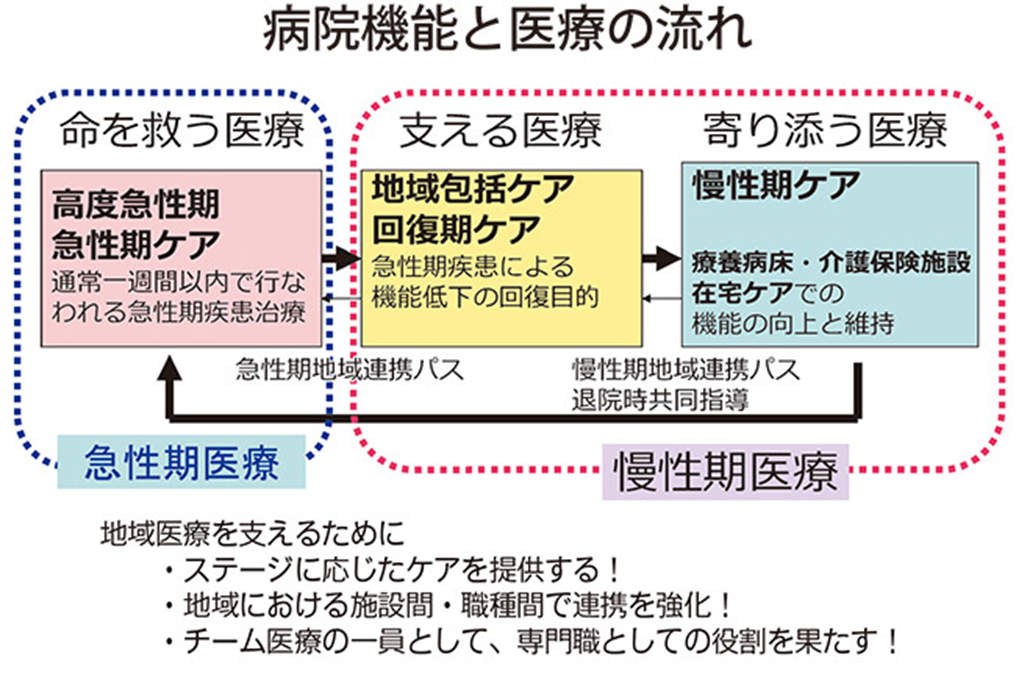 病院機能と医療の流れ
命を救う医療
支える医療
寄り添う医療
高度急性期
急性期ケア
通常一週間以内で行な
われる急性期疾患治療
地域包括ケア
回復期ケア
急性期疾患による
機能低下の回復目的
慢性期ケア
療養病床・介護保険施設
在宅ケアでの
機能の向上と維持
急性期地域連携パス
慢性期地域連携パス
退院時共同指導
急性期医療
慢性期医療
地域医療を支えるために
・ステージに応じたケアを提供する！
・地域における施設間・職種間で連携を強化！
・チーム医療の一員として、専門職としての役割を果たす！